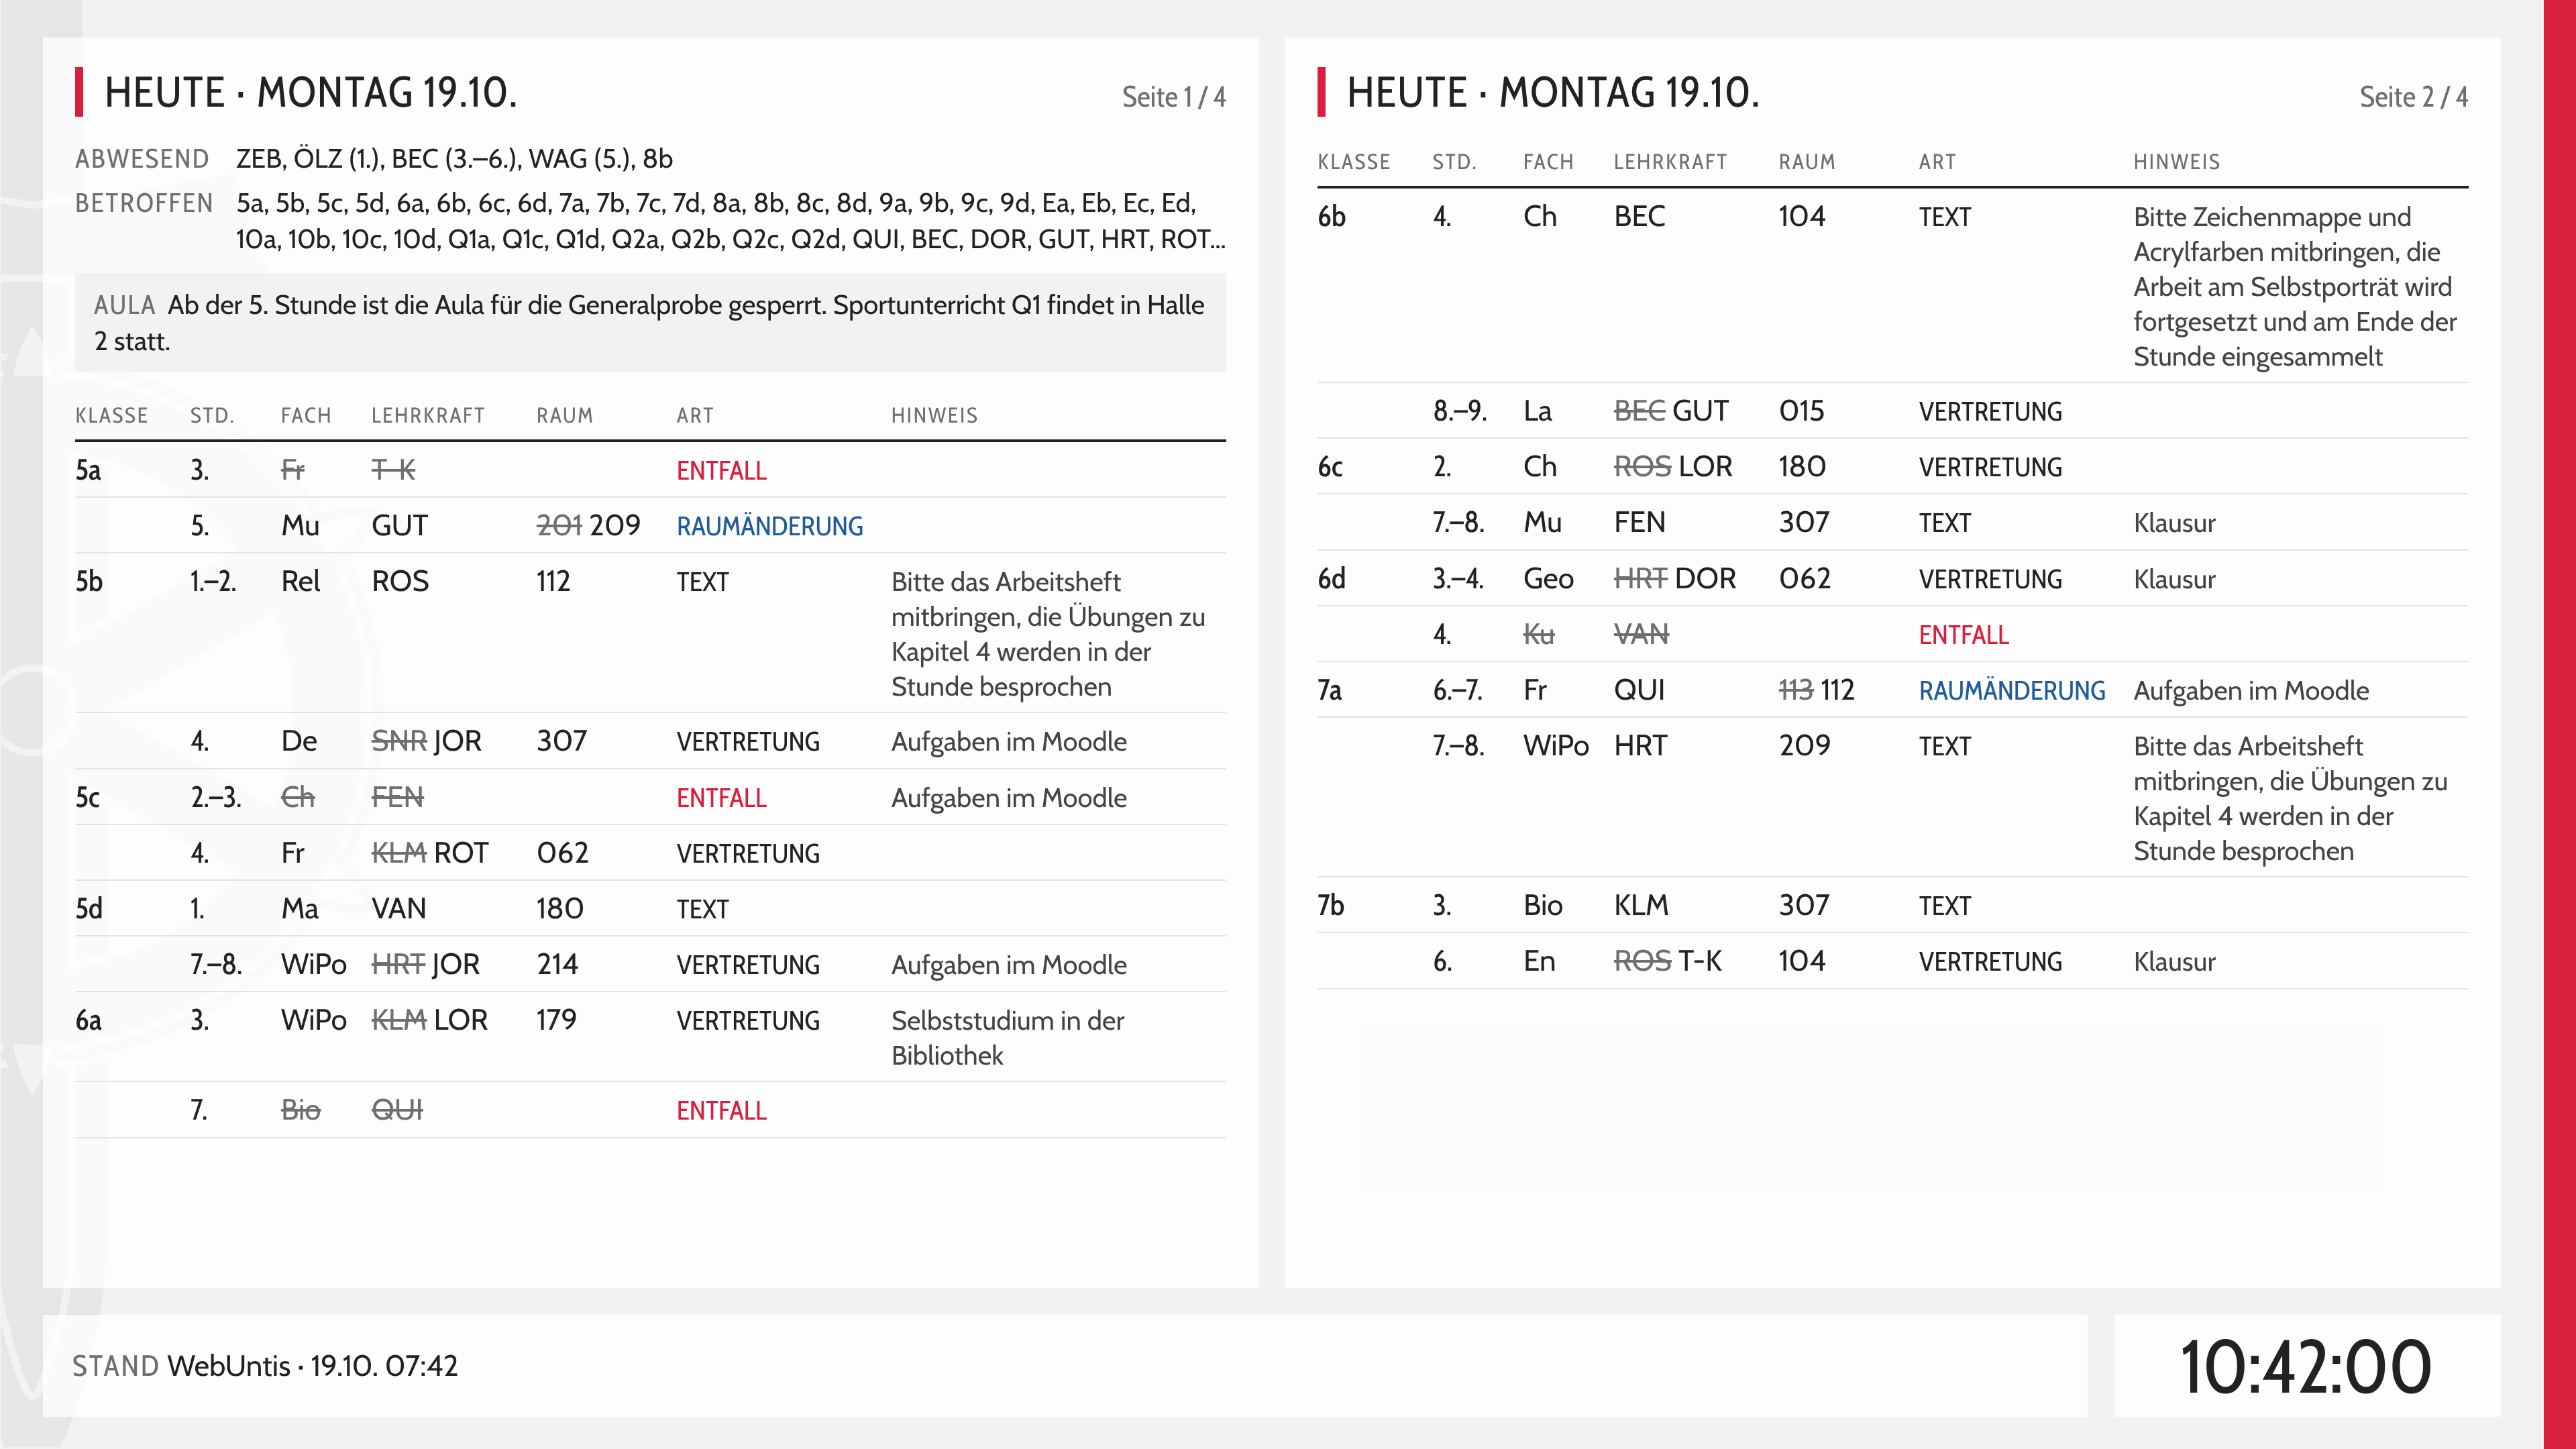 HEUTE · MONTAG 19.10.
Seite 1 / 4
ABWESEND ZEB, ÖLZ (1.), BEC (3.–6.), WAG (5.), 8b
BETROFFEN 5a, 5b, 5c, 5d, 6a, 6b, 6c, 6d, 7a, 7b, 7c, 7d, 8a, 8b, 8c, 8d, 9a, 9b, 9c, 9d, Ea, Eb, Ec, Ed,
10a, 10b, 10c, 10d, Q1a, Q1c, Q1d, Q2a, Q2b, Q2c, Q2d, QUI, BEC, DOR, GUT, HRT, ROT…
AULA Ab der 5. Stunde ist die Aula für die Generalprobe gesperrt. Sportunterricht Q1 findet in Halle
2 statt.
KLASSE STD. FACH LEHRKRAFT RAUM ART HINWEIS
5a 3. Fr T-K ENTFALL
5. Mu GUT 201 209 RAUMÄNDERUNG
5b 1.–2. Rel ROS 112 TEXT Bitte das Arbeitsheft
mitbringen, die Übungen zu
Kapitel 4 werden in der
Stunde besprochen
4. De SNR JOR 307 VERTRETUNG Aufgaben im Moodle
5c 2.–3. Ch FEN ENTFALL Aufgaben im Moodle
4. Fr KLM ROT 062 VERTRETUNG
5d 1. Ma VAN 180 TEXT
7.–8. WiPo HRT JOR 214 VERTRETUNG Aufgaben im Moodle
6a 3. WiPo KLM LOR 179 VERTRETUNG Selbststudium in der
Bibliothek
7. Bio QUI ENTFALL
HEUTE · MONTAG 19.10.
Seite 2 / 4
KLASSE STD. FACH LEHRKRAFT RAUM ART HINWEIS
6b 4. Ch BEC 104 TEXT Bitte Zeichenmappe und
Acrylfarben mitbringen, die
Arbeit am Selbstporträt wird
fortgesetzt und am Ende der
Stunde eingesammelt
8.–9. La BEC GUT 015 VERTRETUNG
6c 2. Ch ROS LOR 180 VERTRETUNG
7.–8. Mu FEN 307 TEXT Klausur
6d 3.–4. Geo HRT DOR 062 VERTRETUNG Klausur
4. Ku VAN ENTFALL
7a 6.–7. Fr QUI 113 112 RAUMÄNDERUNG Aufgaben im Moodle
7.–8. WiPo HRT 209 TEXT Bitte das Arbeitsheft
mitbringen, die Übungen zu
Kapitel 4 werden in der
Stunde besprochen
7b 3. Bio KLM 307 TEXT
6. En ROS T-K 104 VERTRETUNG Klausur
STAND WebUntis · 19.10. 07:42
10:42:00